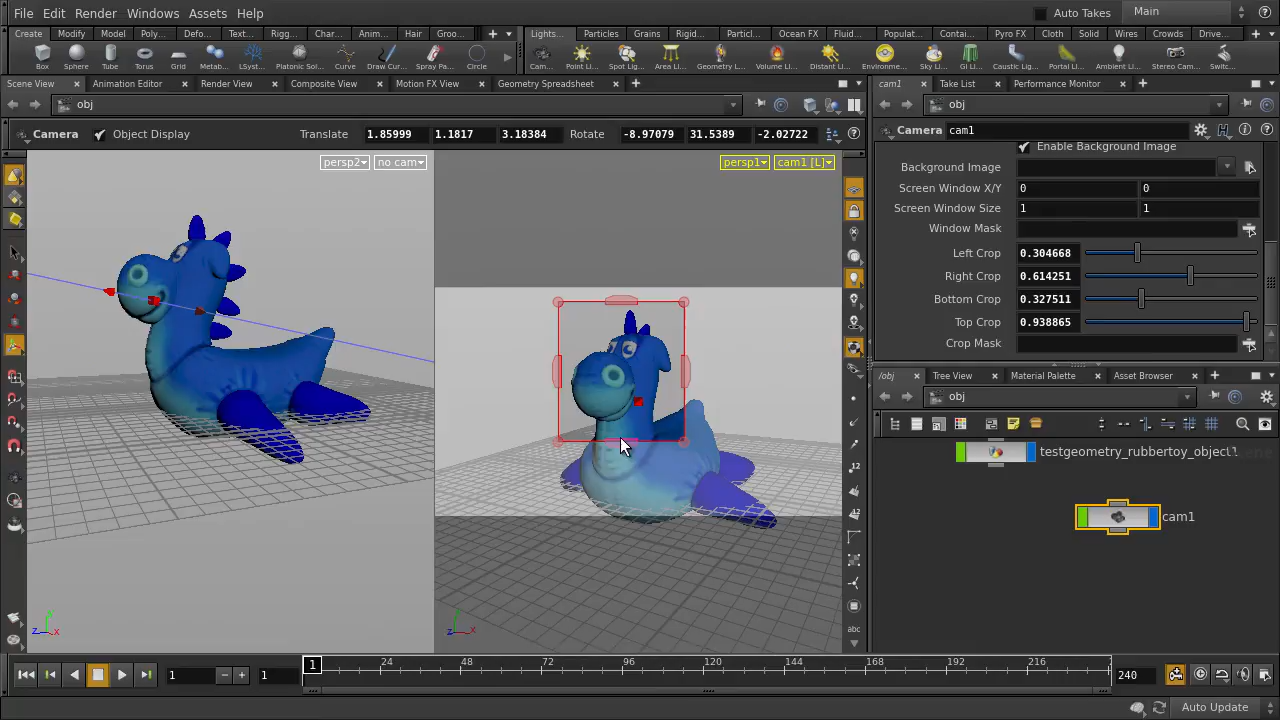 File Edit Render Windows Assets Help
Auto Takes Main
Create Modify Model Poly... Defo... Text... Rigg... Char... Anim... Hair Groo...
Lights... Particles Grains Rigid... Particl... Ocean FX Fluid... Populat... Contai... Pyro FX Cloth Solid Wires Crowds Drive...
Box Sphere Tube Torus Grid Metab... LSyst... Platonic Sol... Curve Draw Cur... Spray Pa... Circle
Cam... Point Li... Spot Lig... Area Li... Geometry L... Volume Li... Distant Li... Environme... Sky Li... GI Li... Caustic Lig... Portal Li... Ambient Li... Stereo Cam... Switc...
Scene View Animation Editor Render View Composite View Motion FX View Geometry Spreadsheet
cam1 Take List Performance Monitor
obj
obj
Camera Object Display Translate 1.85999 1.1817 3.18384 Rotate -8.97079 31.5389 -2.02722
Camera cam1
persp2 no cam
persp1 cam1 [L]
Enable Background Image
Background Image
Screen Window X/Y 0 0
Screen Window Size 1 1
Window Mask
Left Crop 0.304668
Right Crop 0.614251
Bottom Crop 0.327511
Top Crop 0.938865
Crop Mask
/obj Tree View Material Palette Asset Browser
obj
testgeometry_rubbertoy_object1
cam1
12
12
abc
z x
y
z x
y
1 1 1 24 48 72 96 120 144 168 192 216 240
Auto Update